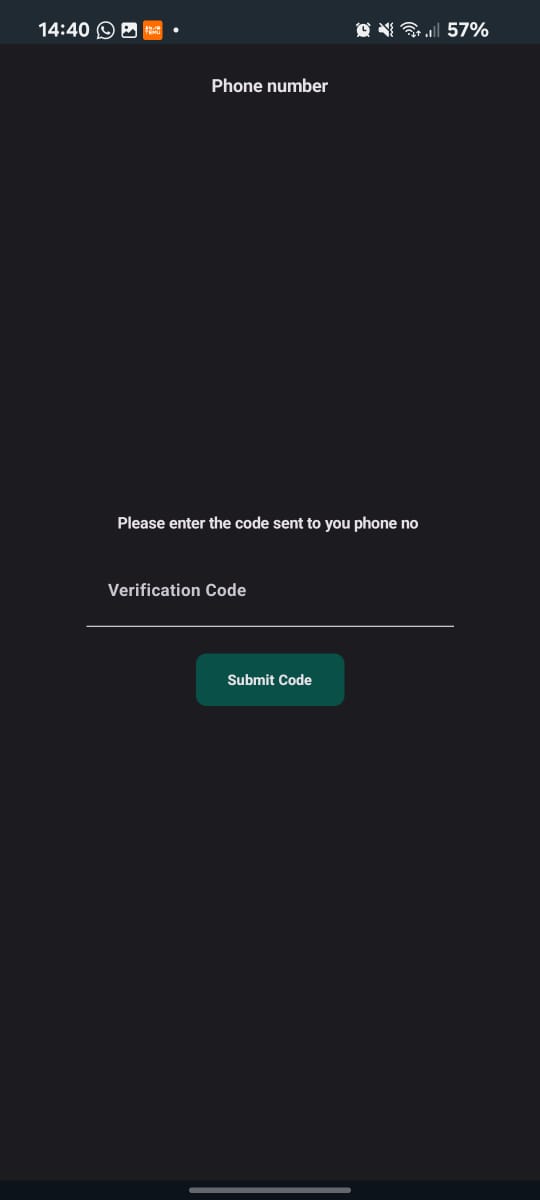 14:40 57%
Phone number
Please enter the code sent to you phone no
Verification Code
Submit Code